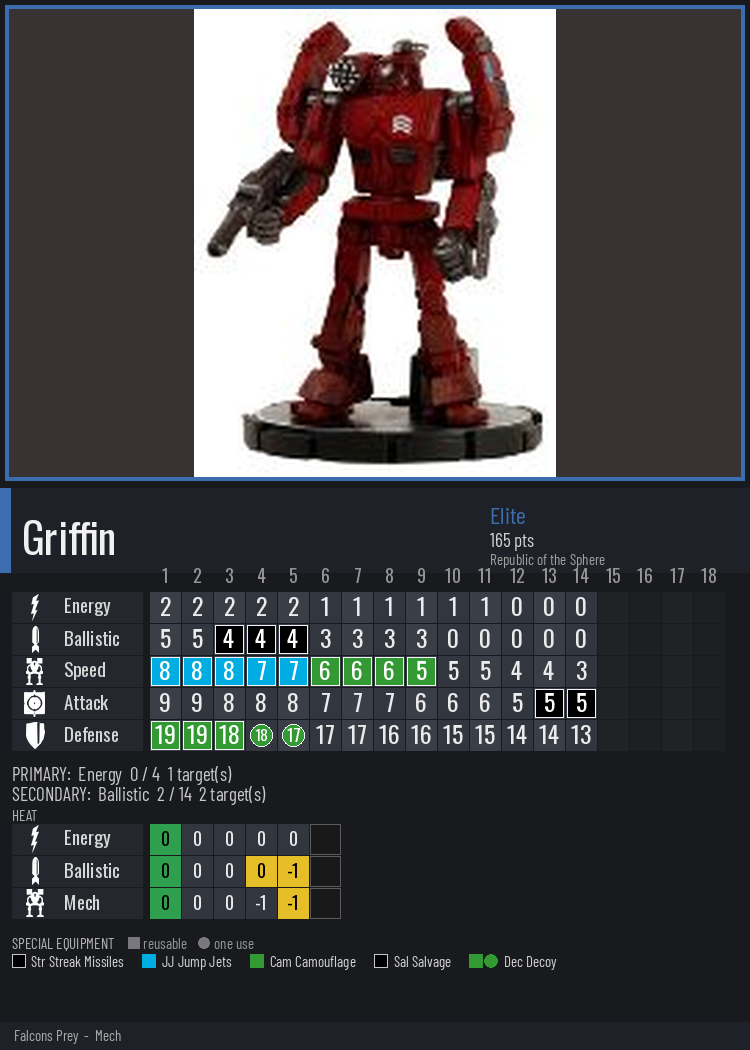 Griffin
Elite
165 pts
Republic of the Sphere
1 2 3 4 5 6 7 8 9 10 11 12 13 14 15 16 17 18
Energy 2 2 2 2 2 1 1 1 1 1 1 0 0 0
Ballistic 5 5 4 4 4 3 3 3 3 0 0 0 0 0
Speed 8 8 8 7 7 6 6 6 5 5 5 4 4 3
Attack 9 9 8 8 8 7 7 7 6 6 6 5 5 5
Defense 19 19 18 18 17 17 17 16 16 15 15 14 14 13
PRIMARY: Energy 0 / 4 1 target(s)
SECONDARY: Ballistic 2 / 14 2 target(s)
HEAT
Energy 0 0 0 0 0
Ballistic 0 0 0 0 -1
Mech 0 0 0 -1 -1
SPECIAL EQUIPMENT reusable one use
Str Streak Missiles JJ Jump Jets Cam Camouflage Sal Salvage Dec Decoy
Falcons Prey - Mech